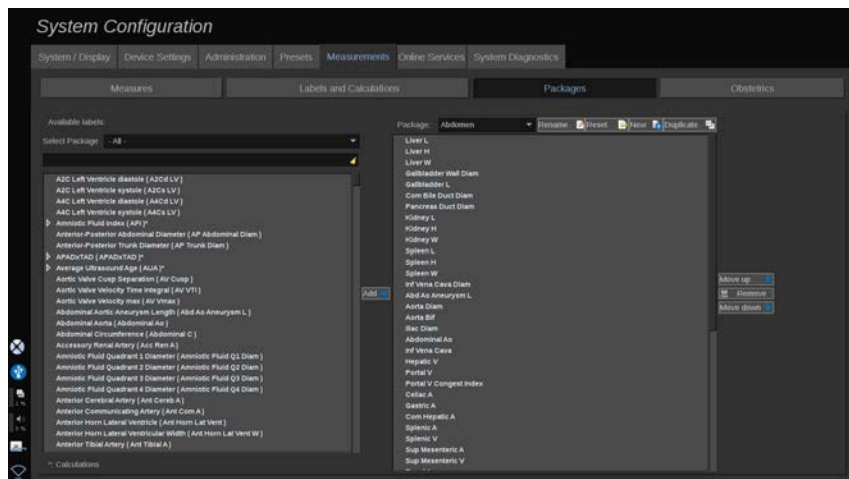 System Configuration
System / Display Device Settings Administration Presets Measurements Online Services System Diagnostics
Measures Labels and Calculations Packages Obstetrics
Available labels:
Select Package - All -
A2C Left Ventricle diastole ( A2Cd LV )
A2C Left Ventricle systole ( A2Cs LV )
A4C Left Ventricle diastole ( A4Cd LV )
A4C Left Ventricle systole ( A4Cs LV )
Amniotic Fluid Index ( AFI )*
Anterior-Posterior Abdominal Diameter ( AP Abdominal Diam )
Anterior-Posterior Trunk Diameter ( AP Trunk Diam )
APADxTAD ( APADxTAD )*
Average Ultrasound Age ( AUA )*
Aortic Valve Cusp Separation ( AV Cusp )
Aortic Valve Velocity Time Integral ( AV VTI )
Aortic Valve Velocity max ( AV Vmax )
Abdominal Aortic Aneurysm Length ( Abd Ao Aneurysm L )
Abdominal Aorta ( Abdominal Ao )
Abdominal Circumference ( Abdominal C )
Accessory Renal Artery ( Acc Ren A )
Amniotic Fluid Quadrant 1 Diameter ( Amniotic Fluid Q1 Diam )
Amniotic Fluid Quadrant 2 Diameter ( Amniotic Fluid Q2 Diam )
Amniotic Fluid Quadrant 3 Diameter ( Amniotic Fluid Q3 Diam )
Amniotic Fluid Quadrant 4 Diameter ( Amniotic Fluid Q4 Diam )
Anterior Cerebral Artery ( Ant Cereb A )
Anterior Communicating Artery ( Ant Com A )
Anterior Horn Lateral Ventricle ( Ant Horn Lat Vent )
Anterior Horn Lateral Ventricular Width ( Ant Horn Lat Vent W )
Anterior Tibial Artery ( Ant Tibial A )
*: Calculations
Add
Package: Abdomen Rename Reset New Duplicate
Liver L
Liver H
Liver W
Gallbladder Wall Diam
Gallbladder L
Com Bile Duct Diam
Pancreas Duct Diam
Kidney L
Kidney H
Kidney W
Spleen L
Spleen H
Spleen W
Inf Vena Cava Diam
Abd Ao Aneurysm L
Aorta Diam
Aorta Bif
Iliac Diam
Abdominal Ao
Inf Vena Cava
Hepatic V
Portal V
Portal V Congest Index
Celiac A
Gastric A
Com Hepatic A
Splenic A
Splenic V
Sup Mesenteric A
Sup Mesenteric V
Move up
Remove
Move down